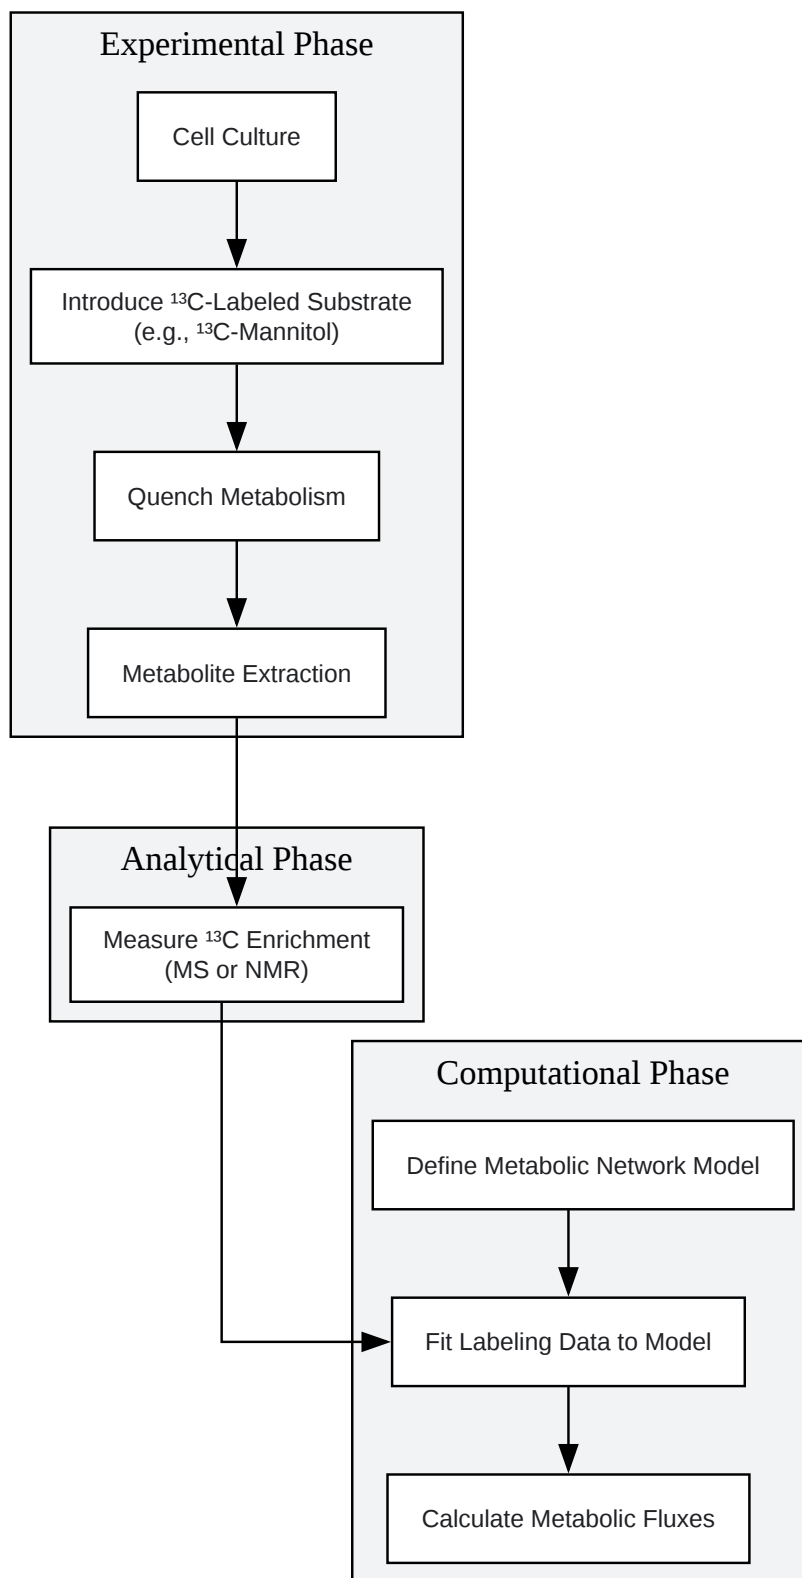 Experimental Phase
Cell Culture
Introduce ¹³C-Labeled Substrate
(e.g., ¹³C-Mannitol)
Quench Metabolism
Metabolite Extraction
Analytical Phase
Measure ¹³C Enrichment
(MS or NMR)
Computational Phase
Define Metabolic Network Model
Fit Labeling Data to Model
Calculate Metabolic Fluxes